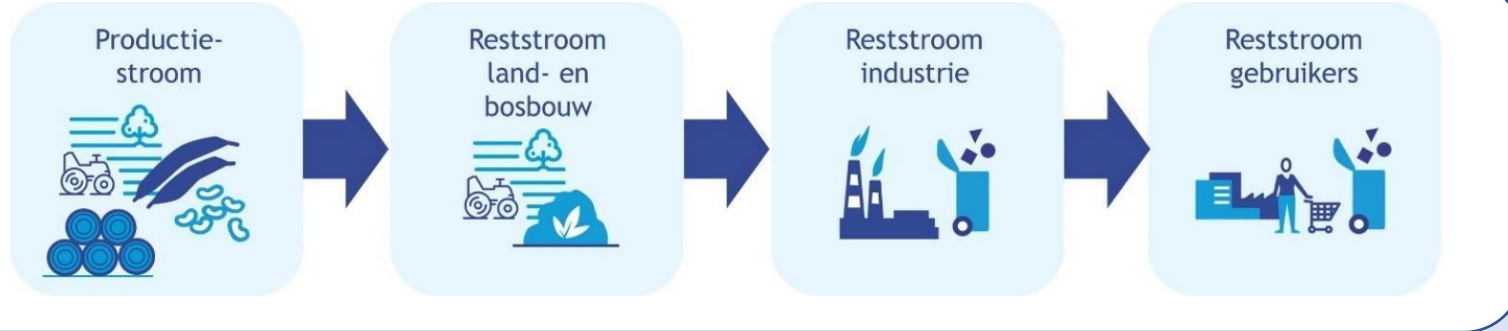 Productie-
stroom
Reststroom
land- en
bosbouw
Reststroom
industrie
Reststroom
gebruikers